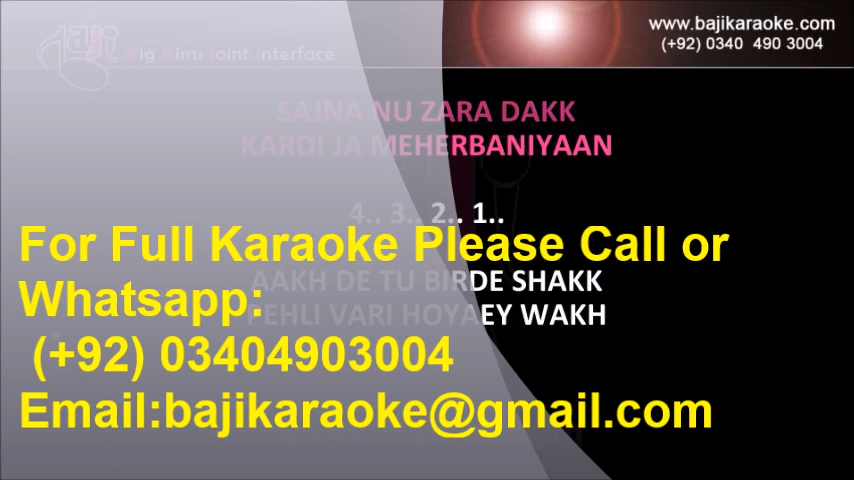 www.bajikaraoke.com
(+92) 0340 490 3004
Baji
Big Aims Joint Interface
SAJNA NU ZARA DAKK
KARDI JA MEHERBANIYAAN
4.. 3.. 2.. 1..
For Full Karaoke Please Call or
AAKH DE TU BIRDE SHAKK
Whatsapp:
PEHLI VARI HOYAEY WAKH
(+92) 03404903004
Email:bajikaraoke@gmail.com